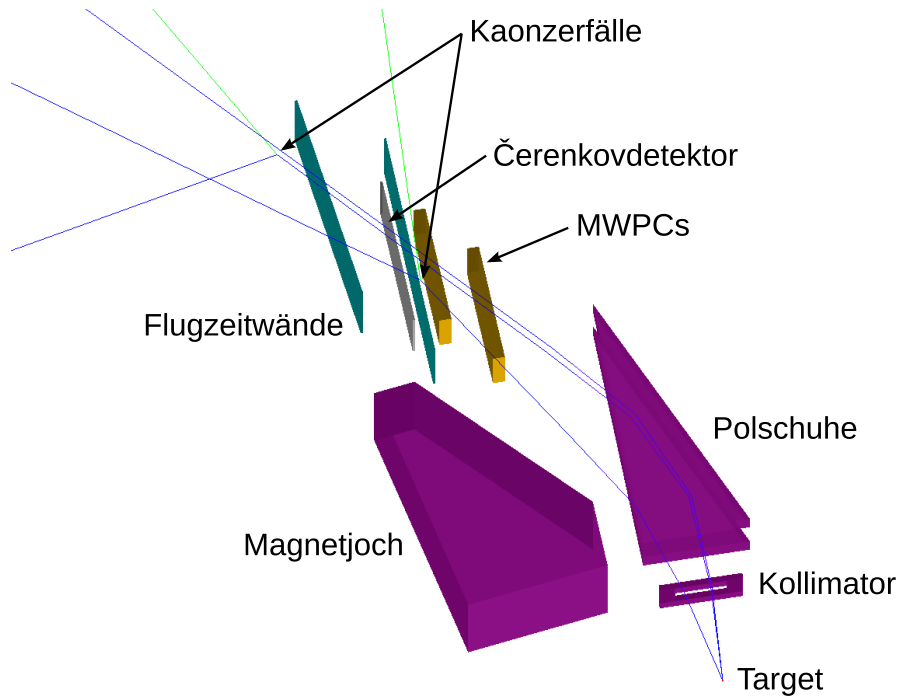 Kaonzerfälle
Čerenkovdetektor
MWPCs
Flugzeitwände
Polschuhe
Magnetjoch
Kollimator
Target